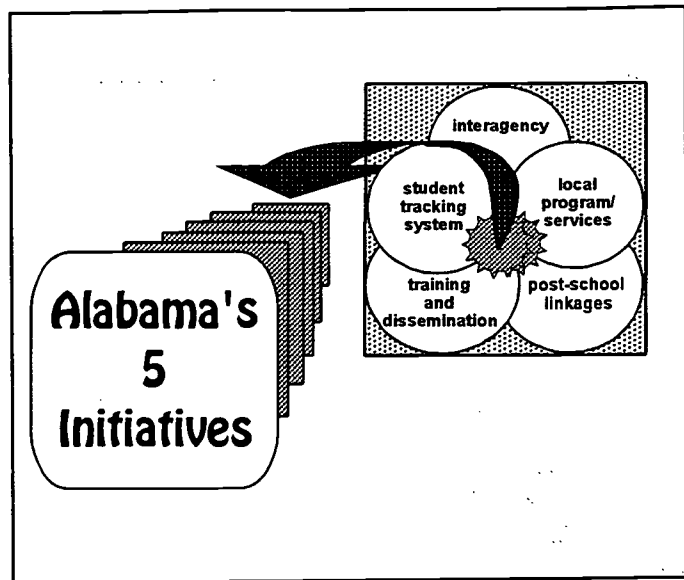 interagency
student
tracking
system
local
program/
services
training
and
dissemination
post-school
linkages
Alabama's
5
Initiatives